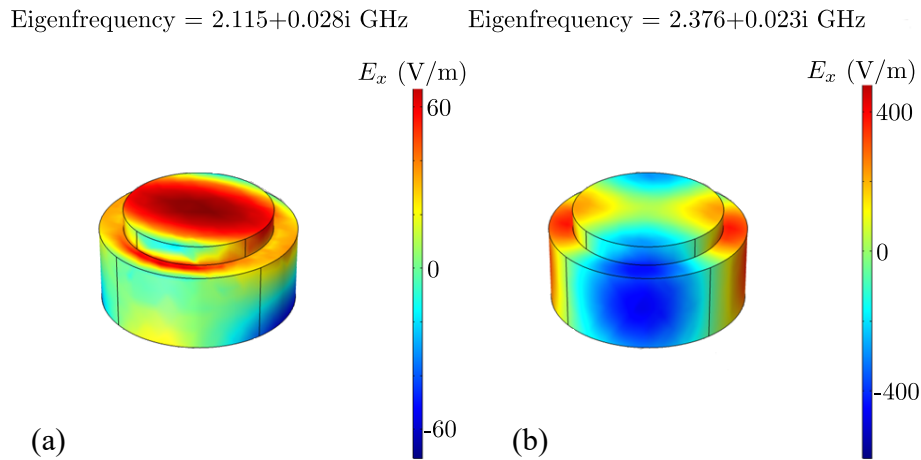 Eigenfrequency = 2.115+0.028i GHz
Eigenfrequency = 2.376+0.023i GHz
E_x (V/m)
E_x (V/m)
60
400
0
0
-400
-60
(a)
(b)